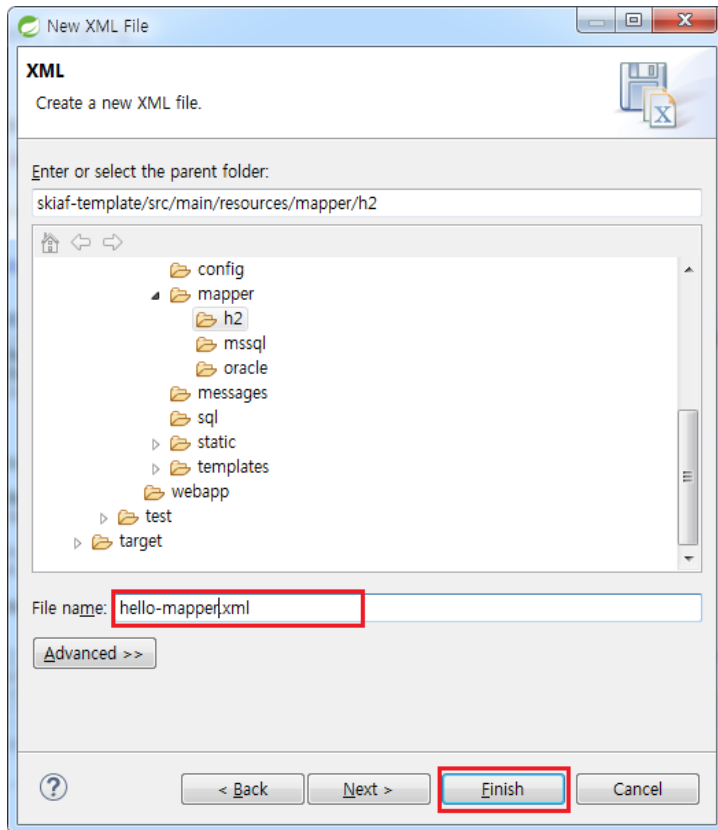 New XML File
XML
Create a new XML file.
Enter or select the parent folder:
skiaf-template/src/main/resources/mapper/h2
config
mapper
h2
mssql
oracle
messages
sql
static
templates
webapp
test
target
File name: hello-mapper.xml
Advanced >>
< Back Next > Finish Cancel